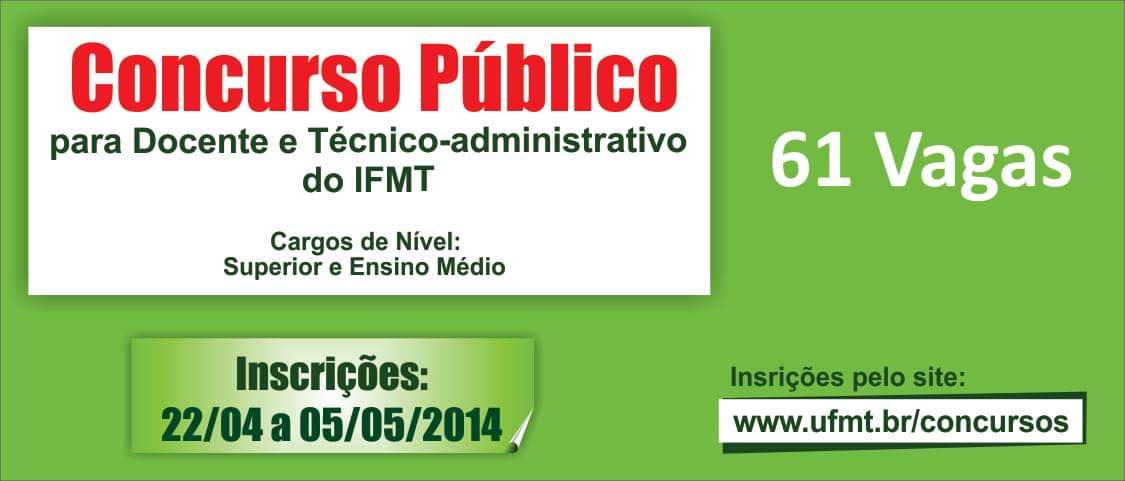 Concurso Público
para Docente e Técnico-administrativo
do IFMT
Cargos de Nível:
Superior e Ensino Médio
61 Vagas
Inscrições:
22/04 a 05/05/2014
Insrições pelo site:
www.ufmt.br/concursos